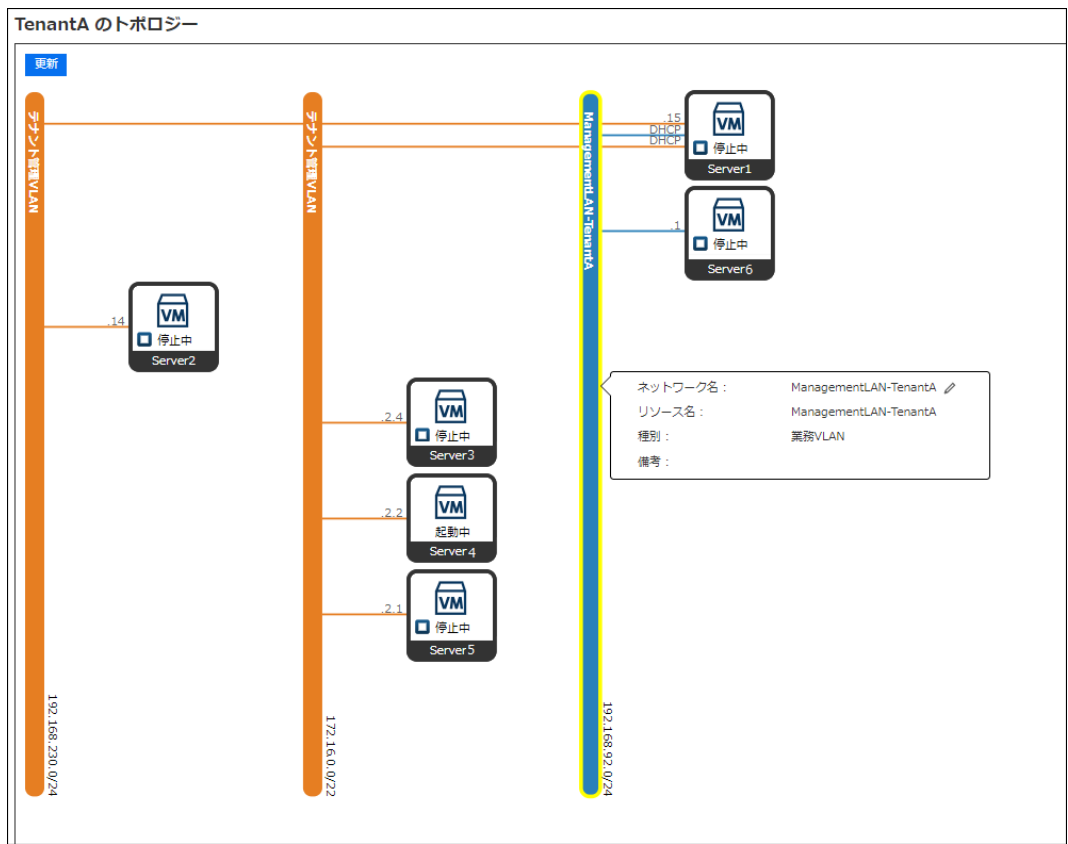 TenantA のトポロジー
更新
テナント管理VLAN
テナント管理VLAN
ManagementLAN-TenantA
.15
DHCP
DHCP
VM
停止中
Server1
.1
VM
停止中
Server6
.14
VM
停止中
Server2
ネットワーク名：
ManagementLAN-TenantA
リソース名：
ManagementLAN-TenantA
種別：
業務VLAN
備考：
.2.4
VM
停止中
Server3
.2.2
VM
起動中
Server4
.2.1
VM
停止中
Server5
192.168.230.0/24
172.16.0.0/22
192.168.92.0/24